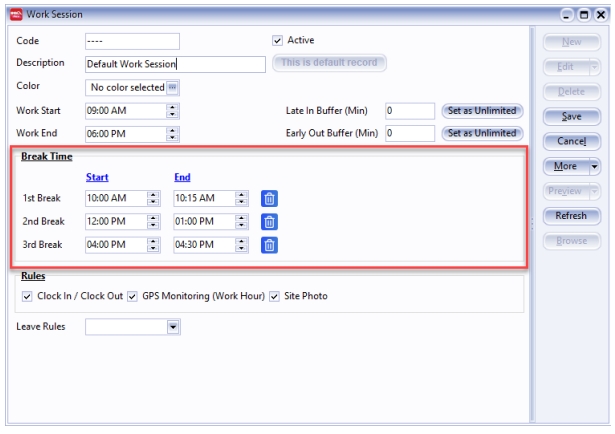 Work Session
Code ---- Active
Description Default Work Session This is default record
Color No color selected
Work Start 09:00 AM Late In Buffer (Min) 0 Set as Unlimited
Work End 06:00 PM Early Out Buffer (Min) 0 Set as Unlimited
Break Time
Start End
1st Break 10:00 AM 10:15 AM
2nd Break 12:00 PM 01:00 PM
3rd Break 04:00 PM 04:30 PM
Rules
Clock In / Clock Out GPS Monitoring (Work Hour) Site Photo
Leave Rules
New
Edit
Delete
Save
Cancel
More
Preview
Refresh
Browse